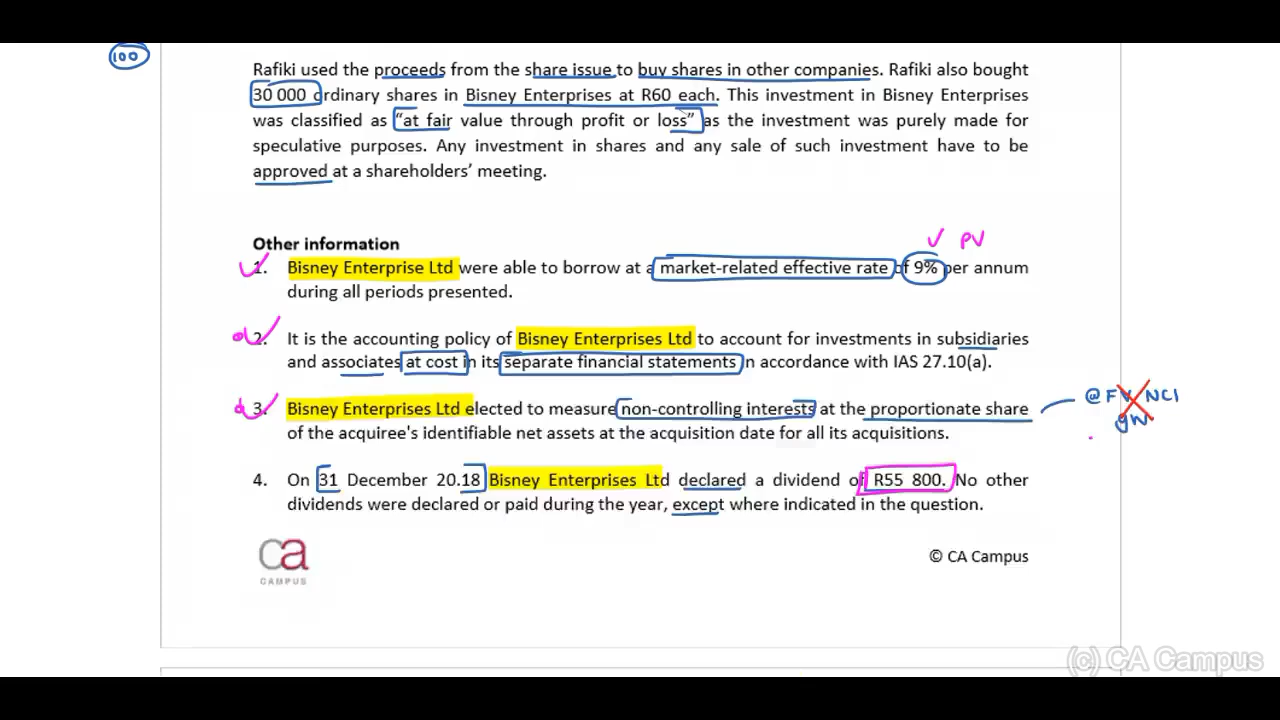 100
Rafiki used the proceeds from the share issue to buy shares in other companies. Rafiki also bought
30 000 ordinary shares in Bisney Enterprises at R60 each. This investment in Bisney Enterprises
was classified as “at fair value through profit or loss” as the investment was purely made for
speculative purposes. Any investment in shares and any sale of such investment have to be
approved at a shareholders’ meeting.
Other information
PV
1. Bisney Enterprise Ltd were able to borrow at a market-related effective rate of 9% per annum
during all periods presented.
2. It is the accounting policy of Bisney Enterprises Ltd to account for investments in subsidiaries
and associates at cost in its separate financial statements in accordance with IAS 27.10(a).
3. Bisney Enterprises Ltd elected to measure non-controlling interests at the proportionate share
@FV NCI
of the acquiree's identifiable net assets at the acquisition date for all its acquisitions.
GW
4. On 31 December 20.18 Bisney Enterprises Ltd declared a dividend of R55 800. No other
dividends were declared or paid during the year, except where indicated in the question.
ca
CAMPUS
© CA Campus
(c) CA Campus